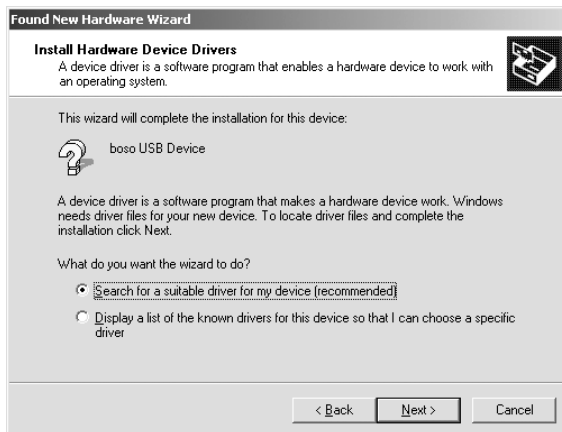 Found New Hardware Wizard
Install Hardware Device Drivers
A device driver is a software program that enables a hardware device to work with
an operating system.
This wizard will complete the installation for this device:
boso USB Device
A device driver is a software program that makes a hardware device work. Windows
needs driver files for your new device. To locate driver files and complete the
installation click Next.
What do you want the wizard to do?
Search for a suitable driver for my device (recommended)
Display a list of the known drivers for this device so that I can choose a specific
driver
< Back Next > Cancel